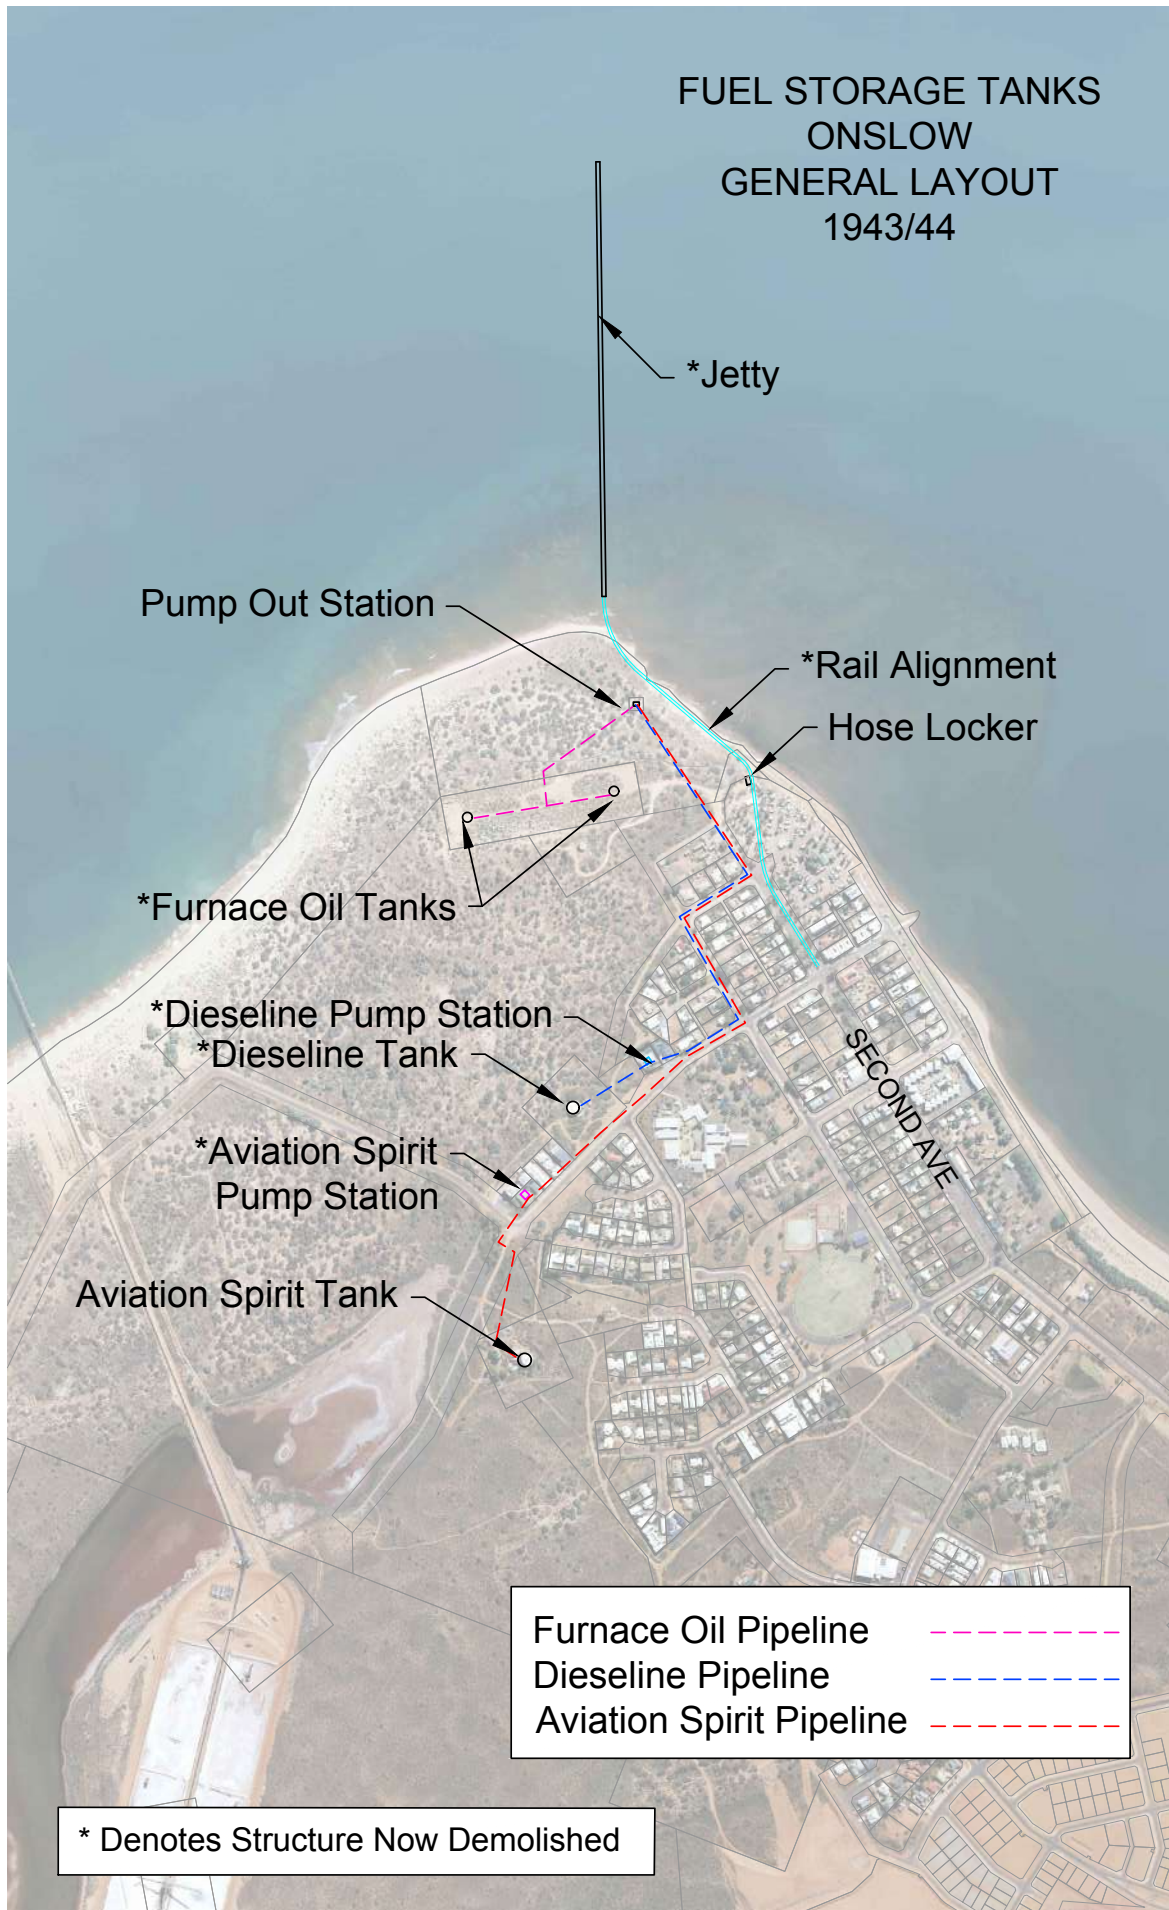 FUEL STORAGE TANKS
ONSLOW
GENERAL LAYOUT
1943/44
*Jetty
Pump Out Station
*Rail Alignment
Hose Locker
*Furnace Oil Tanks
*Dieseline Pump Station
*Dieseline Tank
SECOND AVE
*Aviation Spirit
Pump Station
Aviation Spirit Tank
Furnace Oil Pipeline
Dieseline Pipeline
Aviation Spirit Pipeline
* Denotes Structure Now Demolished